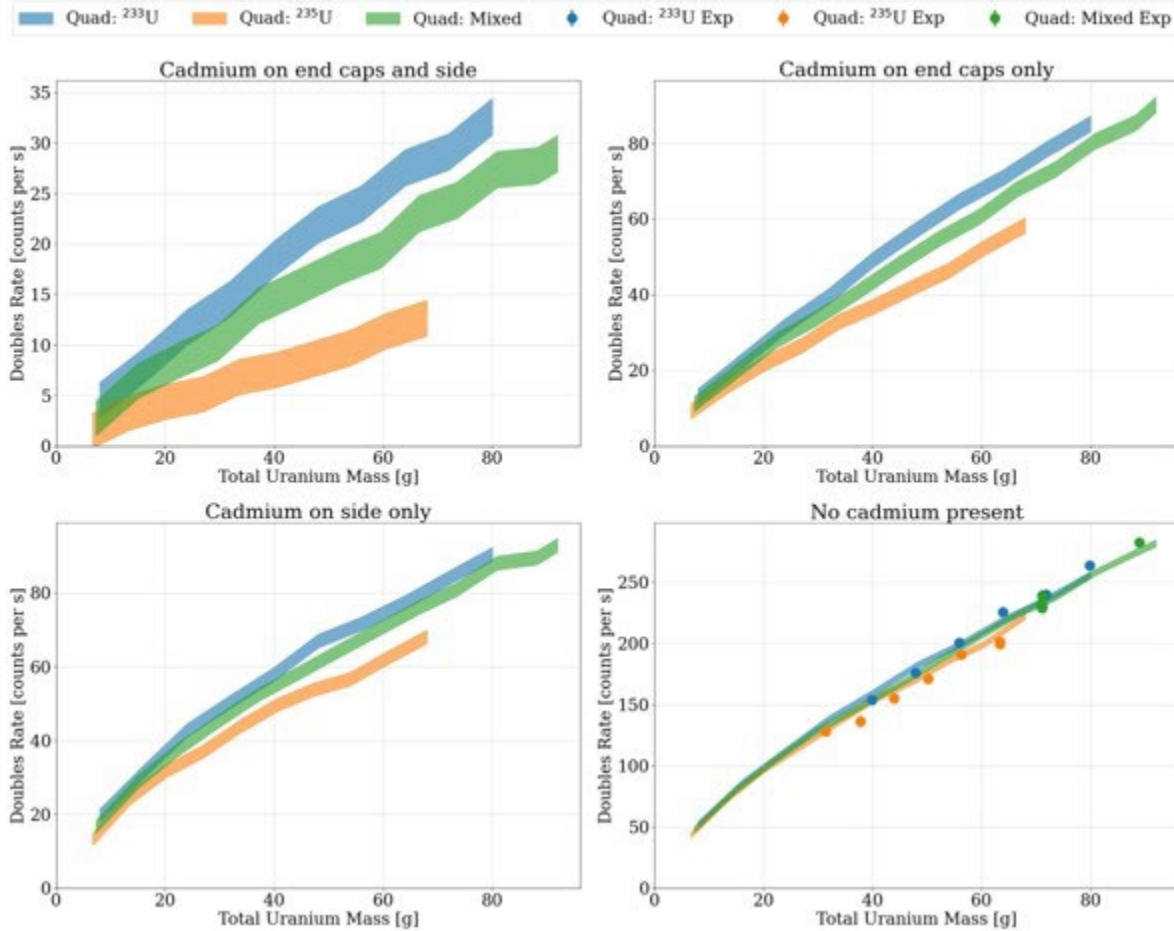 Quad: ²³³U Quad: ²³⁵U Quad: Mixed Quad: ²³³U Exp Quad: ²³⁵U Exp Quad: Mixed Exp
Cadmium on end caps and side
Doubles Rate [counts per s]
35
30
25
20
15
10
5
0
0 20 40 60 80
Total Uranium Mass [g]
Cadmium on end caps only
Doubles Rate [counts per s]
80
60
40
20
0
0 20 40 60 80
Total Uranium Mass [g]
Cadmium on side only
Doubles Rate [counts per s]
80
60
40
20
0
0 20 40 60 80
Total Uranium Mass [g]
No cadmium present
Doubles Rate [counts per s]
250
200
150
100
50
0
0 20 40 60 80
Total Uranium Mass [g]